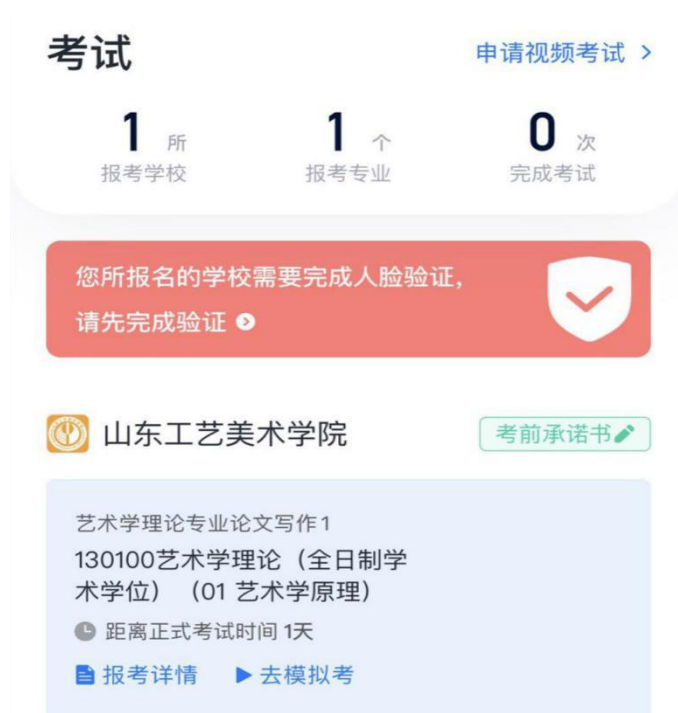 考试
申请视频考试 >
1 所
报考学校
1 个
报考专业
0 次
完成考试
您所报名的学校需要完成人脸验证,
请先完成验证
山东工艺美术学院
考前承诺书
艺术学理论专业论文写作1
130100艺术学理论（全日制学
术学位）（01 艺术学原理）
距离正式考试时间 1天
报考详情
去模拟考